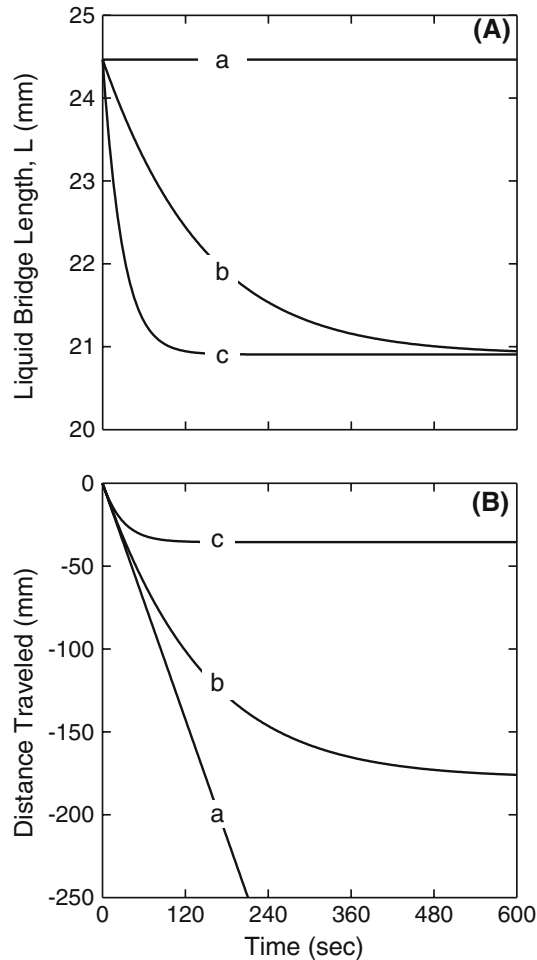 (A)
25
24
23
22
21
20
Liquid Bridge Length, L (mm)
a
b
c
(B)
0
-50
-100
-150
-200
-250
Distance Traveled (mm)
c
b
a
0 120 240 360 480 600
Time (sec)